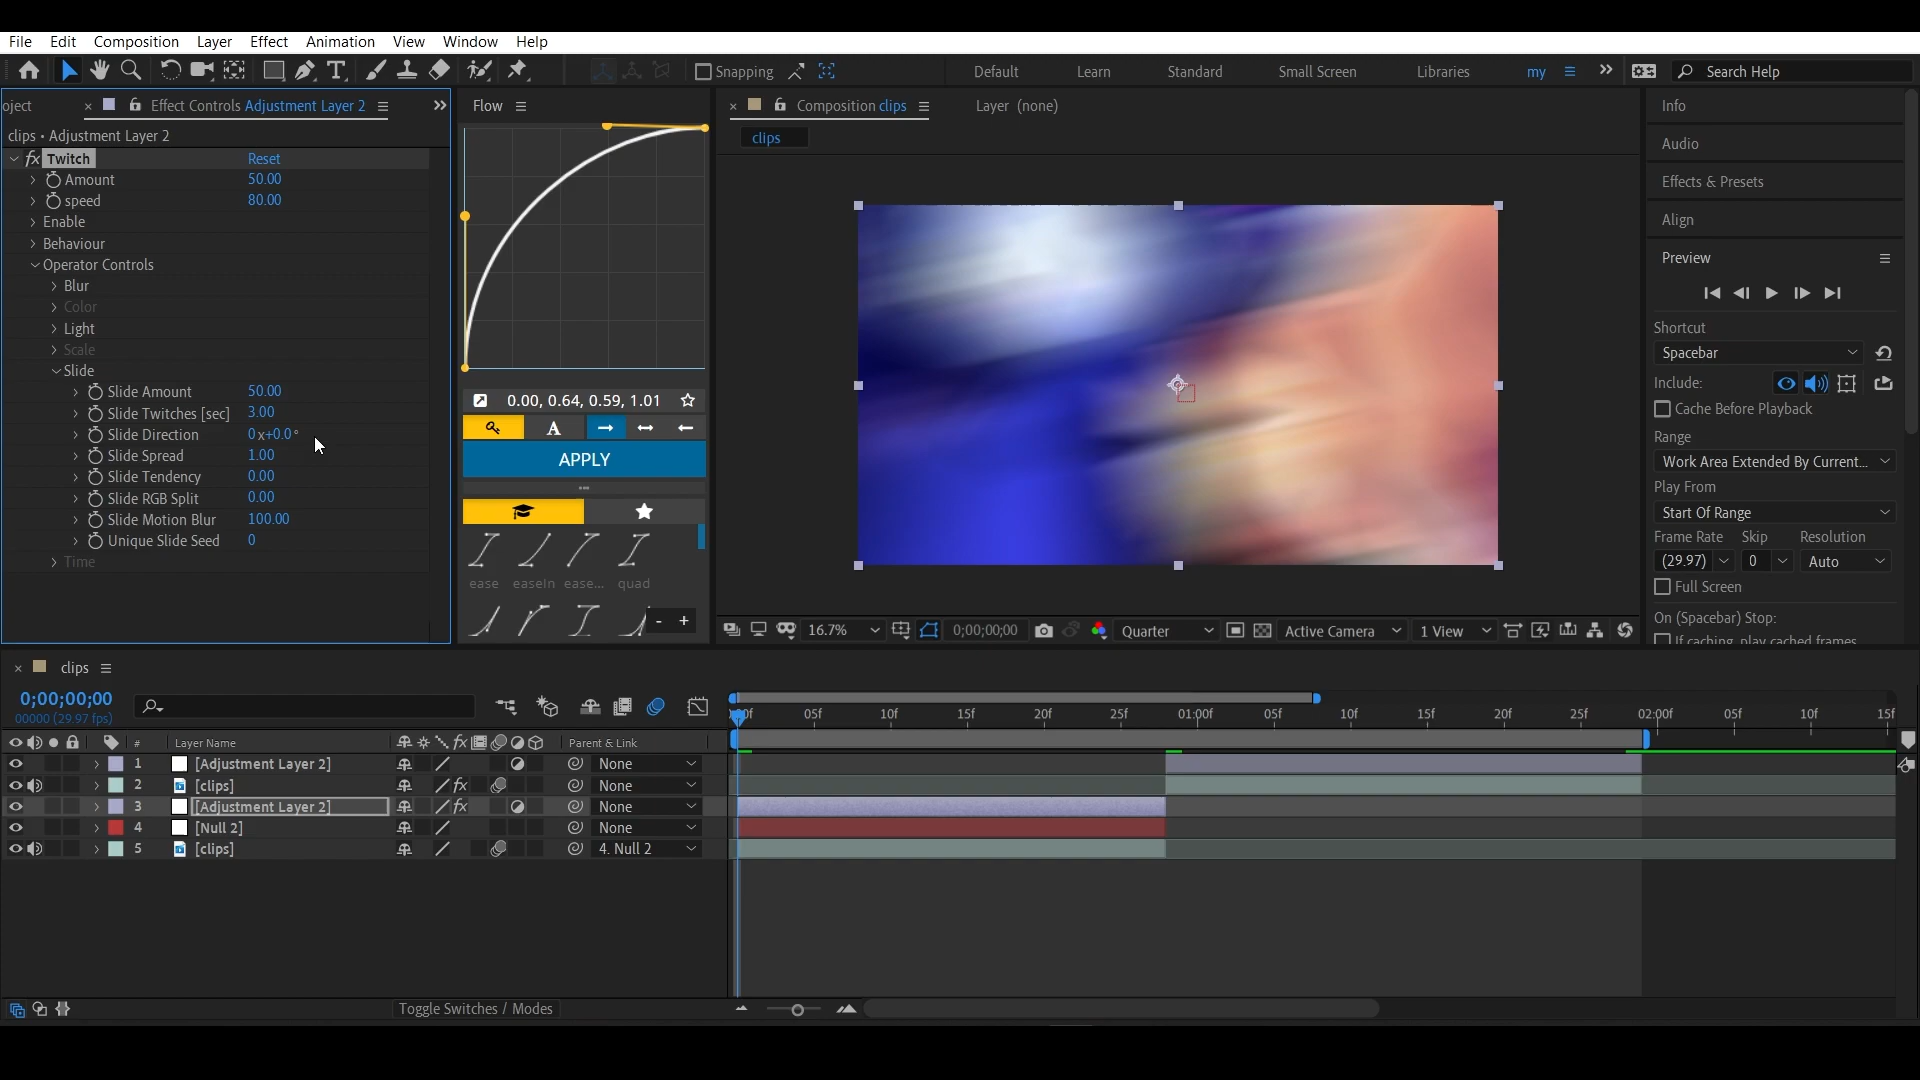 File Edit Composition Layer Effect Animation View Window Help
Snapping Default Learn Standard Small Screen Libraries my Search Help
oject Effect Controls Adjustment Layer 2
clips • Adjustment Layer 2
fx Twitch Reset
Amount 50.00
speed 80.00
Enable
Behaviour
Operator Controls
Blur
Color
Light
Scale
Slide
Slide Amount 50.00
Slide Twitches [sec] 3.00
Slide Direction 0x+0.0°
Slide Spread 1.00
Slide Tendency 0.00
Slide RGB Split 0.00
Slide Motion Blur 100.00
Unique Slide Seed 0
Time
Flow
0.00, 0.64, 0.59, 1.01
A
APPLY
ease easeIn ease... quad
- +
Composition clips Layer (none)
clips
16.7% 0;00;00;00 Quarter Active Camera 1 View
Info
Audio
Effects & Presets
Align
Preview
Shortcut
Spacebar
Include:
Cache Before Playback
Range
Work Area Extended By Current...
Play From
Start Of Range
Frame Rate Skip Resolution
(29.97) 0 Auto
Full Screen
On (Spacebar) Stop:
If caching, play cached frames
clips
0;00;00;00
00000 (29.97 fps)
05f 10f 15f 20f 25f 01:00f 05f 10f 15f 20f 25f 02:00f 05f 10f 15f
# Layer Name fx Parent & Link
1 [Adjustment Layer 2] None
2 [clips] fx None
3 [Adjustment Layer 2] fx None
4 [Null 2] None
5 [clips] 4. Null 2
Toggle Switches / Modes